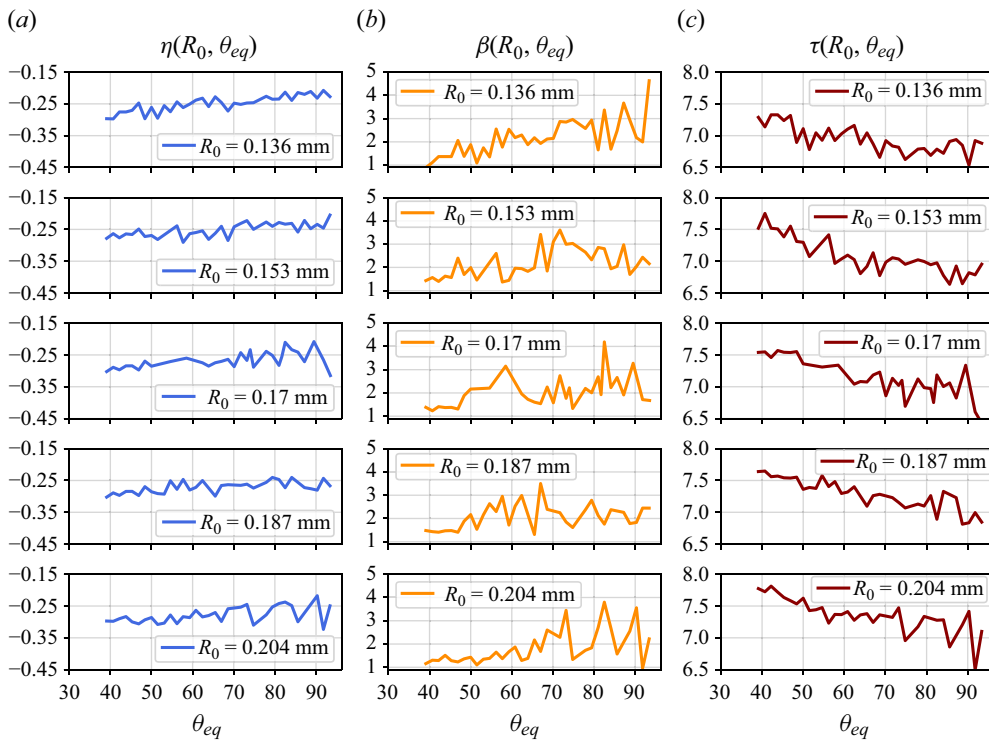 (a) (b) (c)
η(R0, θeq) β(R0, θeq) τ(R0, θeq)
−0.15 5 8.0
R0 = 0.136 mm R0 = 0.136 mm
4 7.5
−0.25 3
7.0
−0.35 2
R0 = 0.136 mm
−0.45 1 6.5
−0.15 5 8.0
R0 = 0.153 mm R0 = 0.153 mm
4 7.5
−0.25 3
7.0
−0.35 2
R0 = 0.153 mm
−0.45 1 6.5
−0.15 5 8.0
4 7.5
R0 = 0.17 mm R0 = 0.17 mm
−0.25 3
7.0
−0.35 2
R0 = 0.17 mm
−0.45 1 6.5
−0.15 5 8.0
R0 = 0.187 mm R0 = 0.187 mm
4 7.5
−0.25 3
7.0
−0.35 2
R0 = 0.187 mm
−0.45 1 6.5
−0.15 5 8.0
R0 = 0.204 mm R0 = 0.204 mm
4 7.5
−0.25 3
7.0
−0.35 2
R0 = 0.204 mm
−0.45 1 6.5
30 40 50 60 70 80 90 30 40 50 60 70 80 90 30 40 50 60 70 80 90
θeq θeq θeq